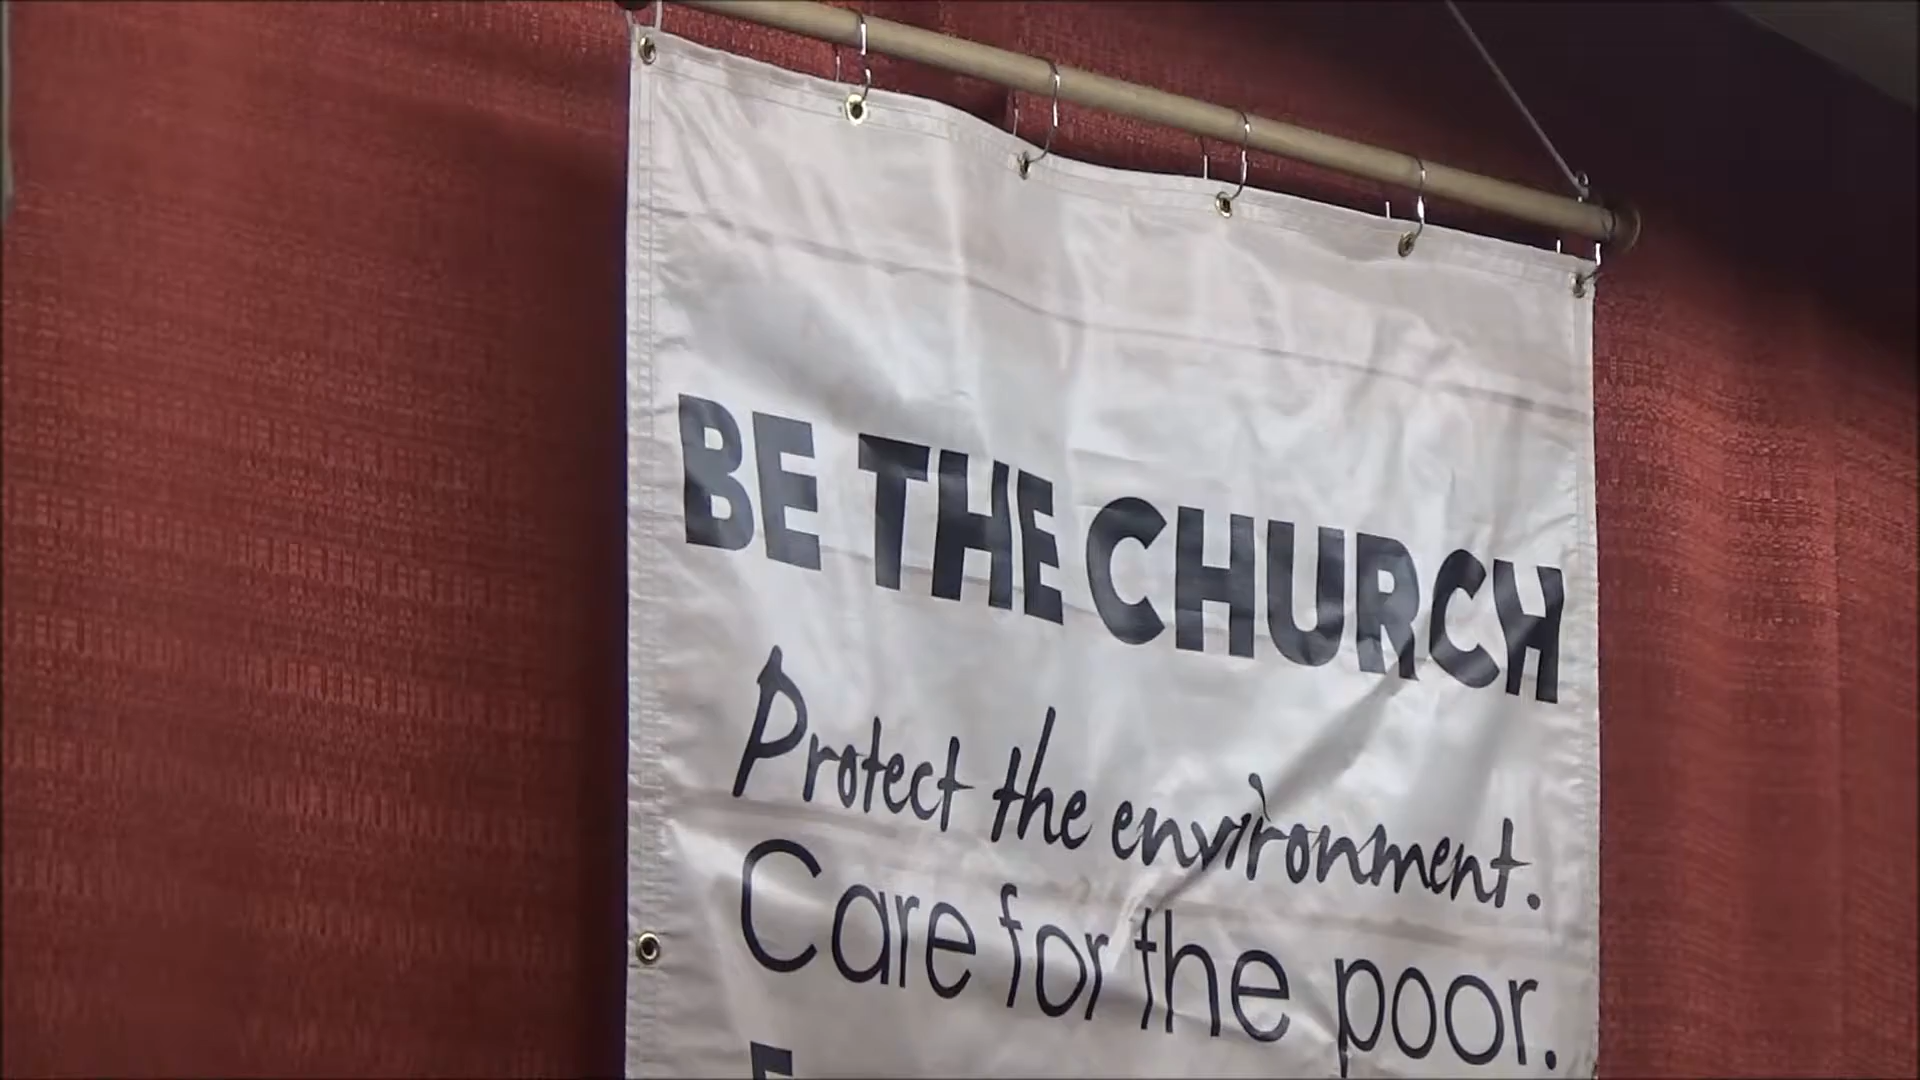 BE THE CHURCH
Protect the environment.
Care for the poor.